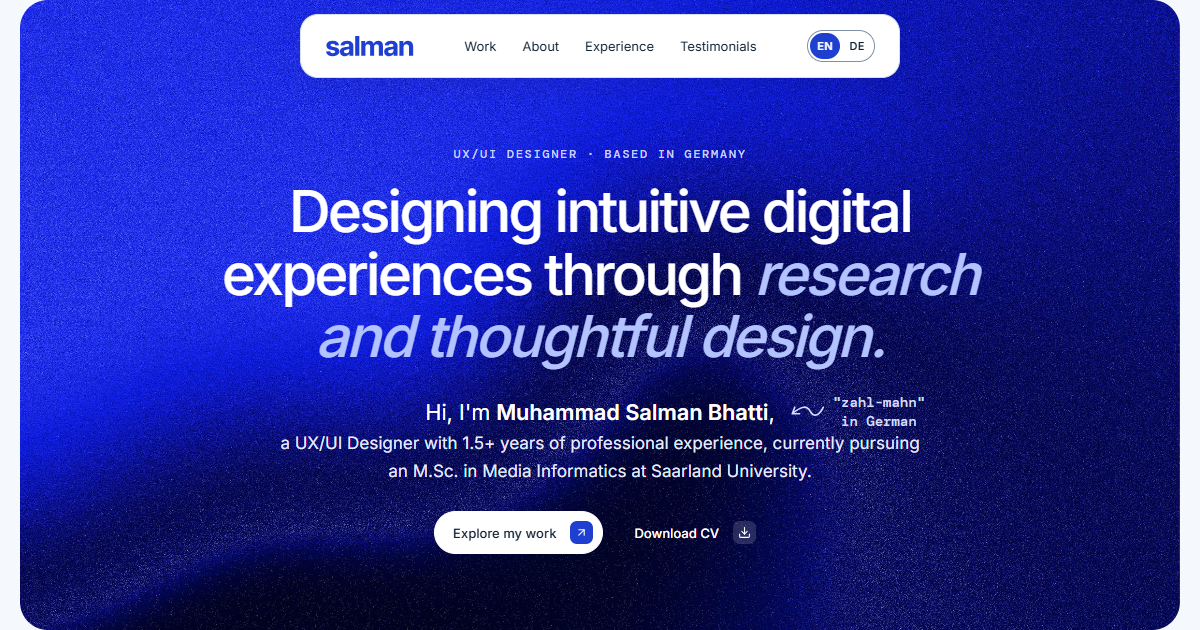 salman
Work
About
Experience
Testimonials
EN
DE
UX/UI DESIGNER · BASED IN GERMANY
Designing intuitive digital
experiences through research
and thoughtful design.
Hi, I'm Muhammad Salman Bhatti,
"zahl-mahn"
in German
a UX/UI Designer with 1.5+ years of professional experience, currently pursuing
an M.Sc. in Media Informatics at Saarland University.
Explore my work
Download CV